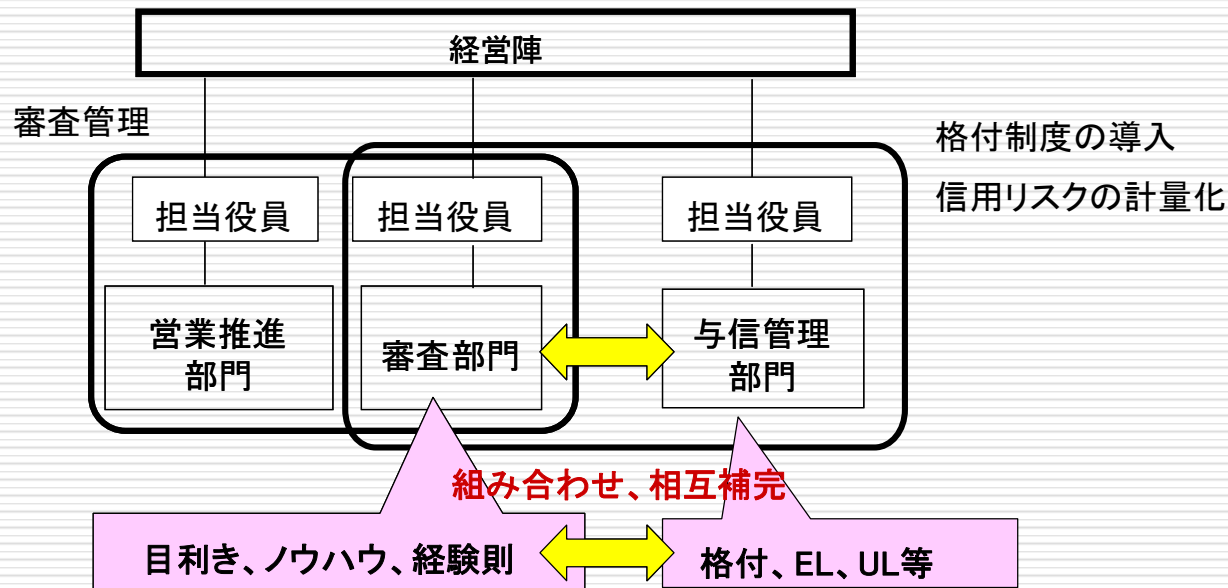 経営陣
審査管理
格付制度の導入
信用リスクの計量化
担当役員
担当役員
担当役員
営業推進
部門
審査部門
与信管理
部門
組み合わせ、相互補完
目利き、ノウハウ、経験則
格付、EL、UL等